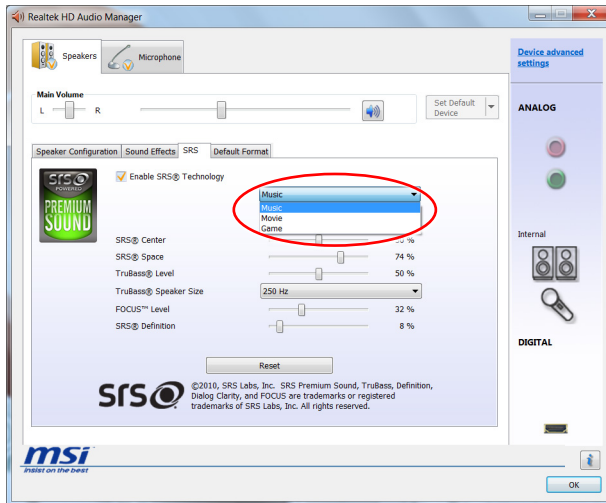 Realtek HD Audio Manager
Speakers
Microphone
Device advanced
settings
Main Volume
L
R
Set Default
Device
ANALOG
Speaker Configuration
Sound Effects
SRS
Default Format
SRS
POWERED
PREMIUM
SOUND
Enable SRS® Technology
Music
Music
Movie
Game
Internal
SRS® Center
SRS® Space
74 %
TruBass® Level
50 %
TruBass® Speaker Size
250 Hz
FOCUS™ Level
32 %
SRS® Definition
8 %
DIGITAL
Reset
SRS
©2010, SRS Labs, Inc. SRS Premium Sound, TruBass, Definition,
Dialog Clarity, and FOCUS are trademarks or registered
trademarks of SRS Labs, Inc. All rights reserved.
msi
insist on the best
OK